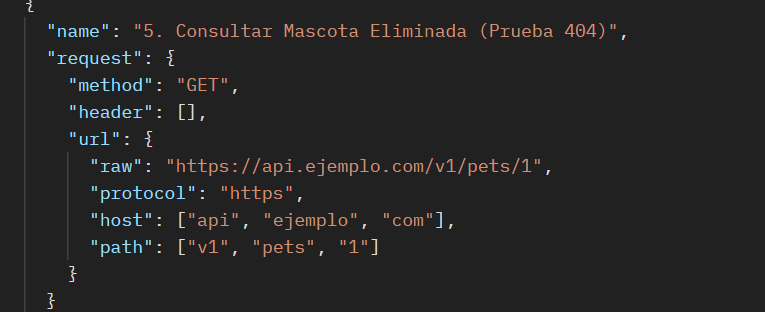 {
"name": "5. Consultar Mascota Eliminada (Prueba 404)",
"request": {
"method": "GET",
"header": [],
"url": {
"raw": "https://api.ejemplo.com/v1/pets/1",
"protocol": "https",
"host": ["api", "ejemplo", "com"],
"path": ["v1", "pets", "1"]
}
}